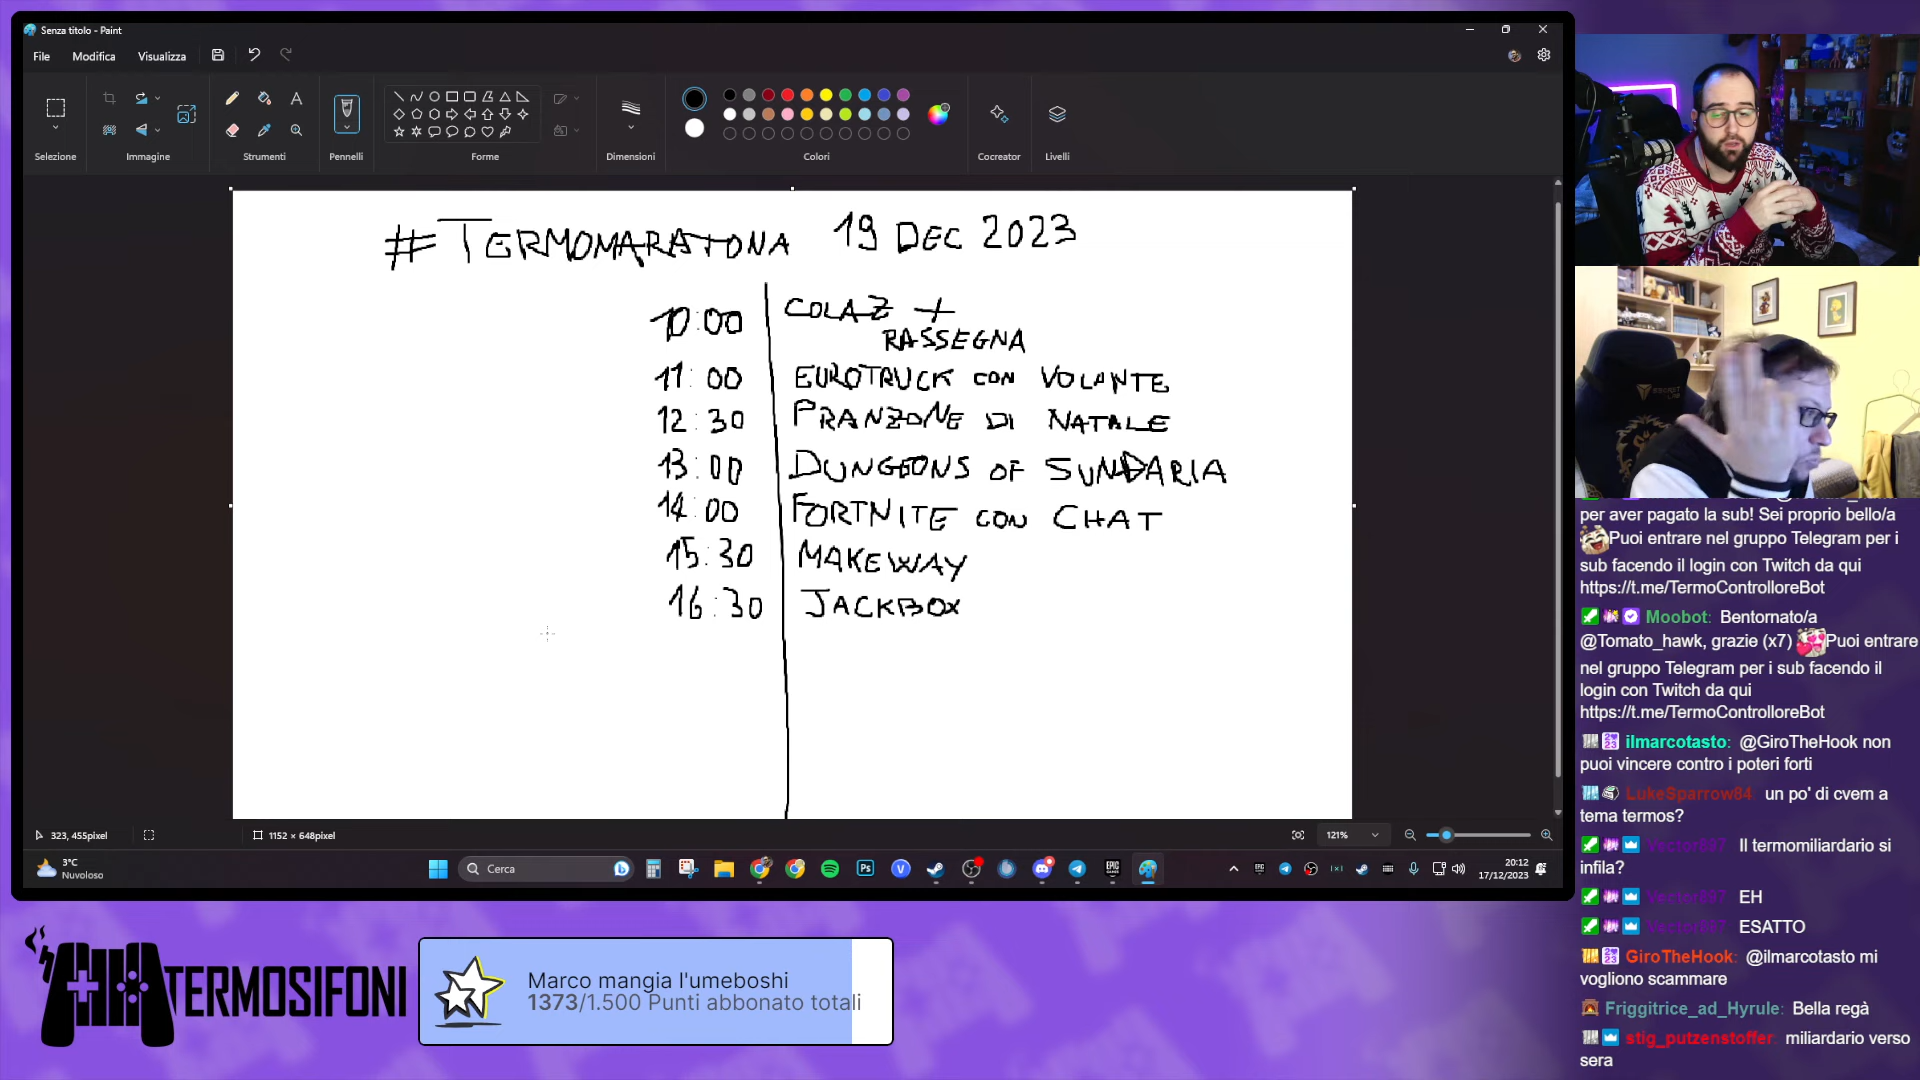 Senza titolo - Paint
File Modifica Visualizza
Selezione Immagine Strumenti Pennelli Forme Dimensioni Colori Cocreator Livelli
#TERMOMARATONA 19 DEC 2023
10:00 COLAZ +
RASSEGNA
11:00 EUROTRUCK CON VOLANTE
12:30 PRANZONE DI NATALE
13:00 DUNGEONS OF SUNDARIA
14:00 FORTNITE CON CHAT
15:30 MAKEWAY
16:30 JACKBOX
323, 455pixel 1152 × 648pixel 121%
3°C
Nuvoloso
Cerca
20:12
17/12/2023
TERMOSIFONI
Marco mangia l'umeboshi
1373/1.500 Punti abbonato totali
per aver pagato la sub! Sei proprio bello/a
Puoi entrare nel gruppo Telegram per i
sub facendo il login con Twitch da qui
https://t.me/TermoControlloreBot
Moobot: Bentornato/a
@Tomato_hawk, grazie (x7) Puoi entrare
nel gruppo Telegram per i sub facendo il
login con Twitch da qui
https://t.me/TermoControlloreBot
ilmarcotasto: @GiroTheHook non
puoi vincere contro i poteri forti
LukeSparrow84: un po' di cvem a
tema termos?
Vector897: Il termomiliardario si
infila?
Vector897: EH
Vector897: ESATTO
GiroTheHook: @ilmarcotasto mi
vogliono scammare
Friggitrice_ad_Hyrule: Bella regà
stig_putzenstoffer: miliardario verso
sera